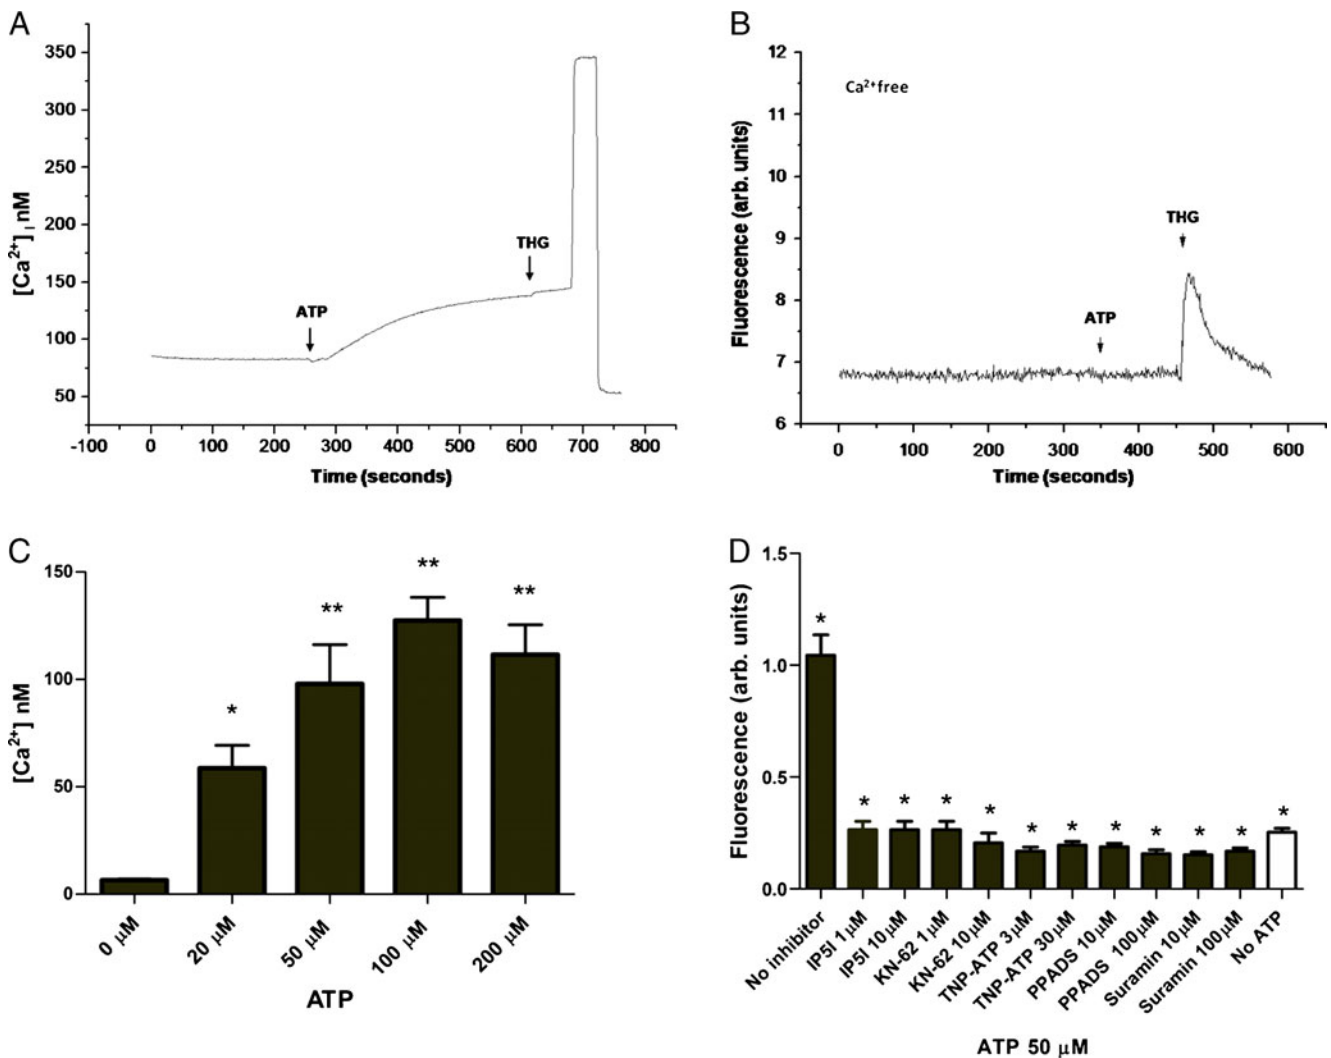 A
350
300
250
200
150
100
50
[Ca²⁺]ᵢ nM
ATP
THG
-100 0 100 200 300 400 500 600 700 800
Time (seconds)
B
12
11
10
9
8
7
6
Fluorescence (arb. units)
Ca²⁺free
ATP
THG
0 100 200 300 400 500 600
Time (seconds)
C
150
100
50
0
[Ca²⁺] nM
* ** ** **
0 µM 20 µM 50 µM 100 µM 200 µM
ATP
D
1.5
1.0
0.5
0.0
Fluorescence (arb. units)
* * * * * * * * * * * *
No inhibitor
IP5I 1 µM
IP5I 10 µM
KN-62 1 µM
KN-62 10 µM
TNP-ATP 3 µM
TNP-ATP 30 µM
PPADS 10 µM
PPADS 100 µM
Suramin 10 µM
Suramin 100 µM
No ATP
ATP 50 µM